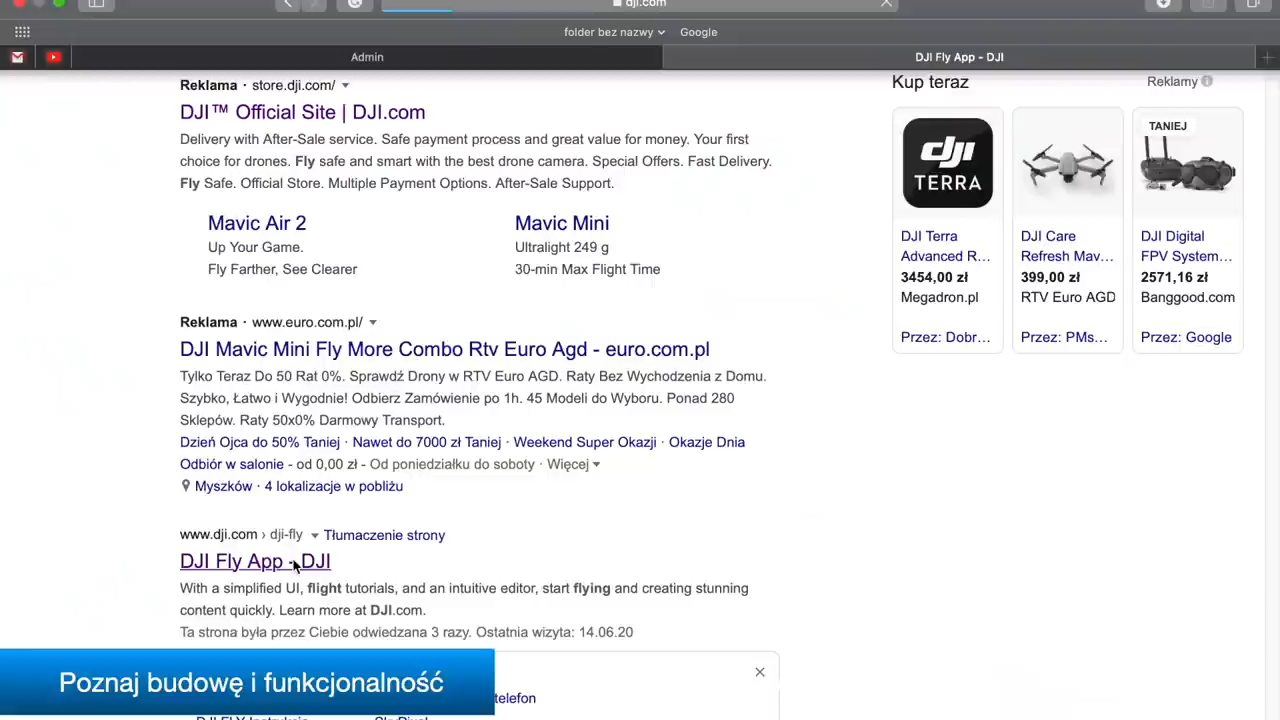 dji.com
folder bez nazwy
Google
Admin
DJI Fly App - DJI
Reklama · store.dji.com/
DJI™ Official Site | DJI.com
Delivery with After-Sale service. Safe payment process and great value for money. Your first
choice for drones. Fly safe and smart with the best drone camera. Special Offers. Fast Delivery.
Fly Safe. Official Store. Multiple Payment Options. After-Sale Support.
Mavic Air 2
Up Your Game.
Fly Farther, See Clearer
Mavic Mini
Ultralight 249 g
30-min Max Flight Time
Reklama · www.euro.com.pl/
DJI Mavic Mini Fly More Combo Rtv Euro Agd - euro.com.pl
Tylko Teraz Do 50 Rat 0%. Sprawdź Drony w RTV Euro AGD. Raty Bez Wychodzenia z Domu.
Szybko, Łatwo i Wygodnie! Odbierz Zamówienie po 1h. 45 Modeli do Wyboru. Ponad 280
Sklepów. Raty 50x0% Darmowy Transport.
Dzień Ojca do 50% Taniej · Nawet do 7000 zł Taniej · Weekend Super Okazji · Okazje Dnia
Odbiór w salonie - od 0,00 zł - Od poniedziałku do soboty · Więcej
Myszków · 4 lokalizacje w pobliżu
www.dji.com › dji-fly
Tłumaczenie strony
DJI Fly App - DJI
With a simplified UI, flight tutorials, and an intuitive editor, start flying and creating stunning
content quickly. Learn more at DJI.com.
Ta strona była przez Ciebie odwiedzana 3 razy. Ostatnia wizyta: 14.06.20
telefon
DJI FLY Instrukcja
SkyPixel
Kup teraz
Reklamy
dji
TERRA
DJI Terra
Advanced R...
3454,00 zł
Megadron.pl
Przez: Dobr...
DJI Care
Refresh Mav...
399,00 zł
RTV Euro AGD
Przez: PMs...
TANIEJ
DJI Digital
FPV System...
2571,16 zł
Banggood.com
Przez: Google
Poznaj budowę i funkcjonalność